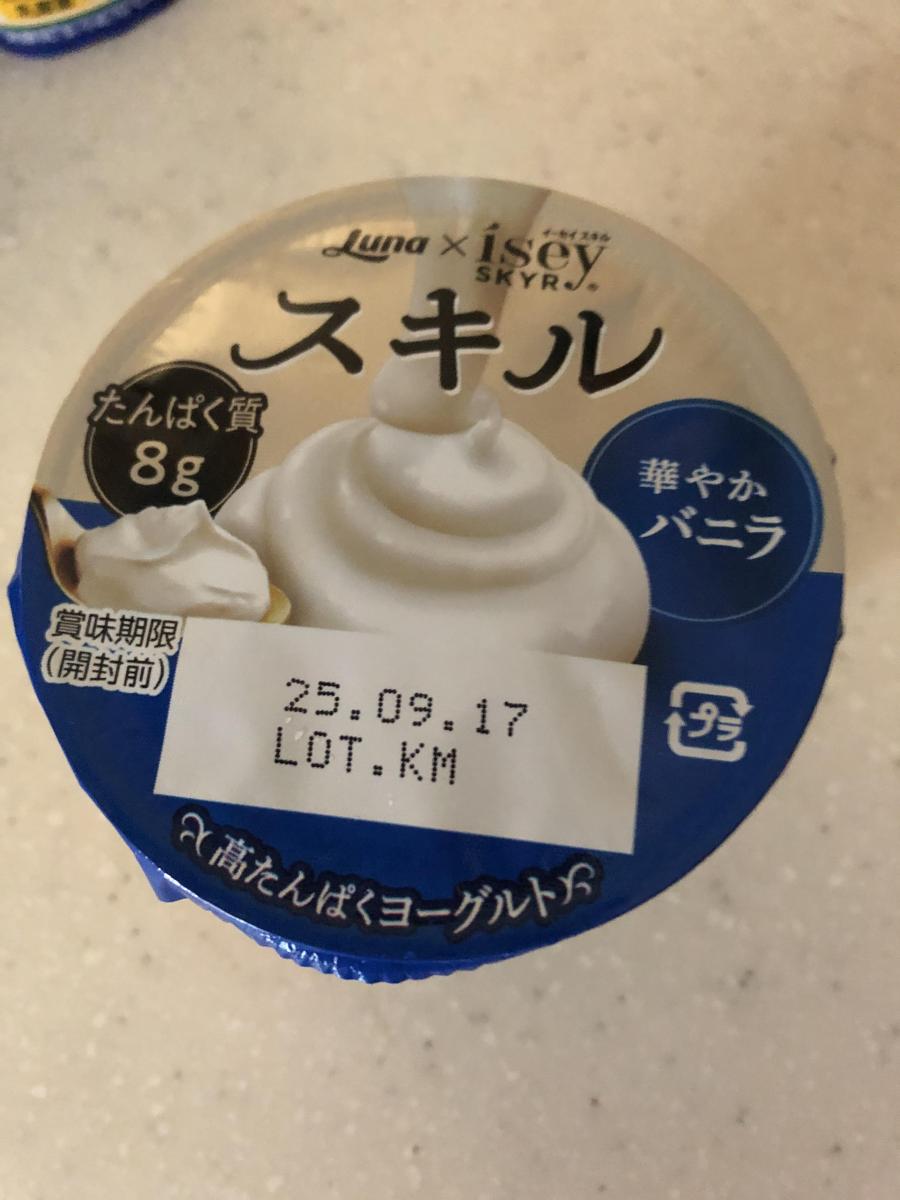 Luna × ísey
イーセイ スキル
SKYR®
スキル
たんぱく質
8g
華やか
バニラ
賞味期限
(開封前)
25.09.17
LOT.KM
プラ
高たんぱくヨーグルト